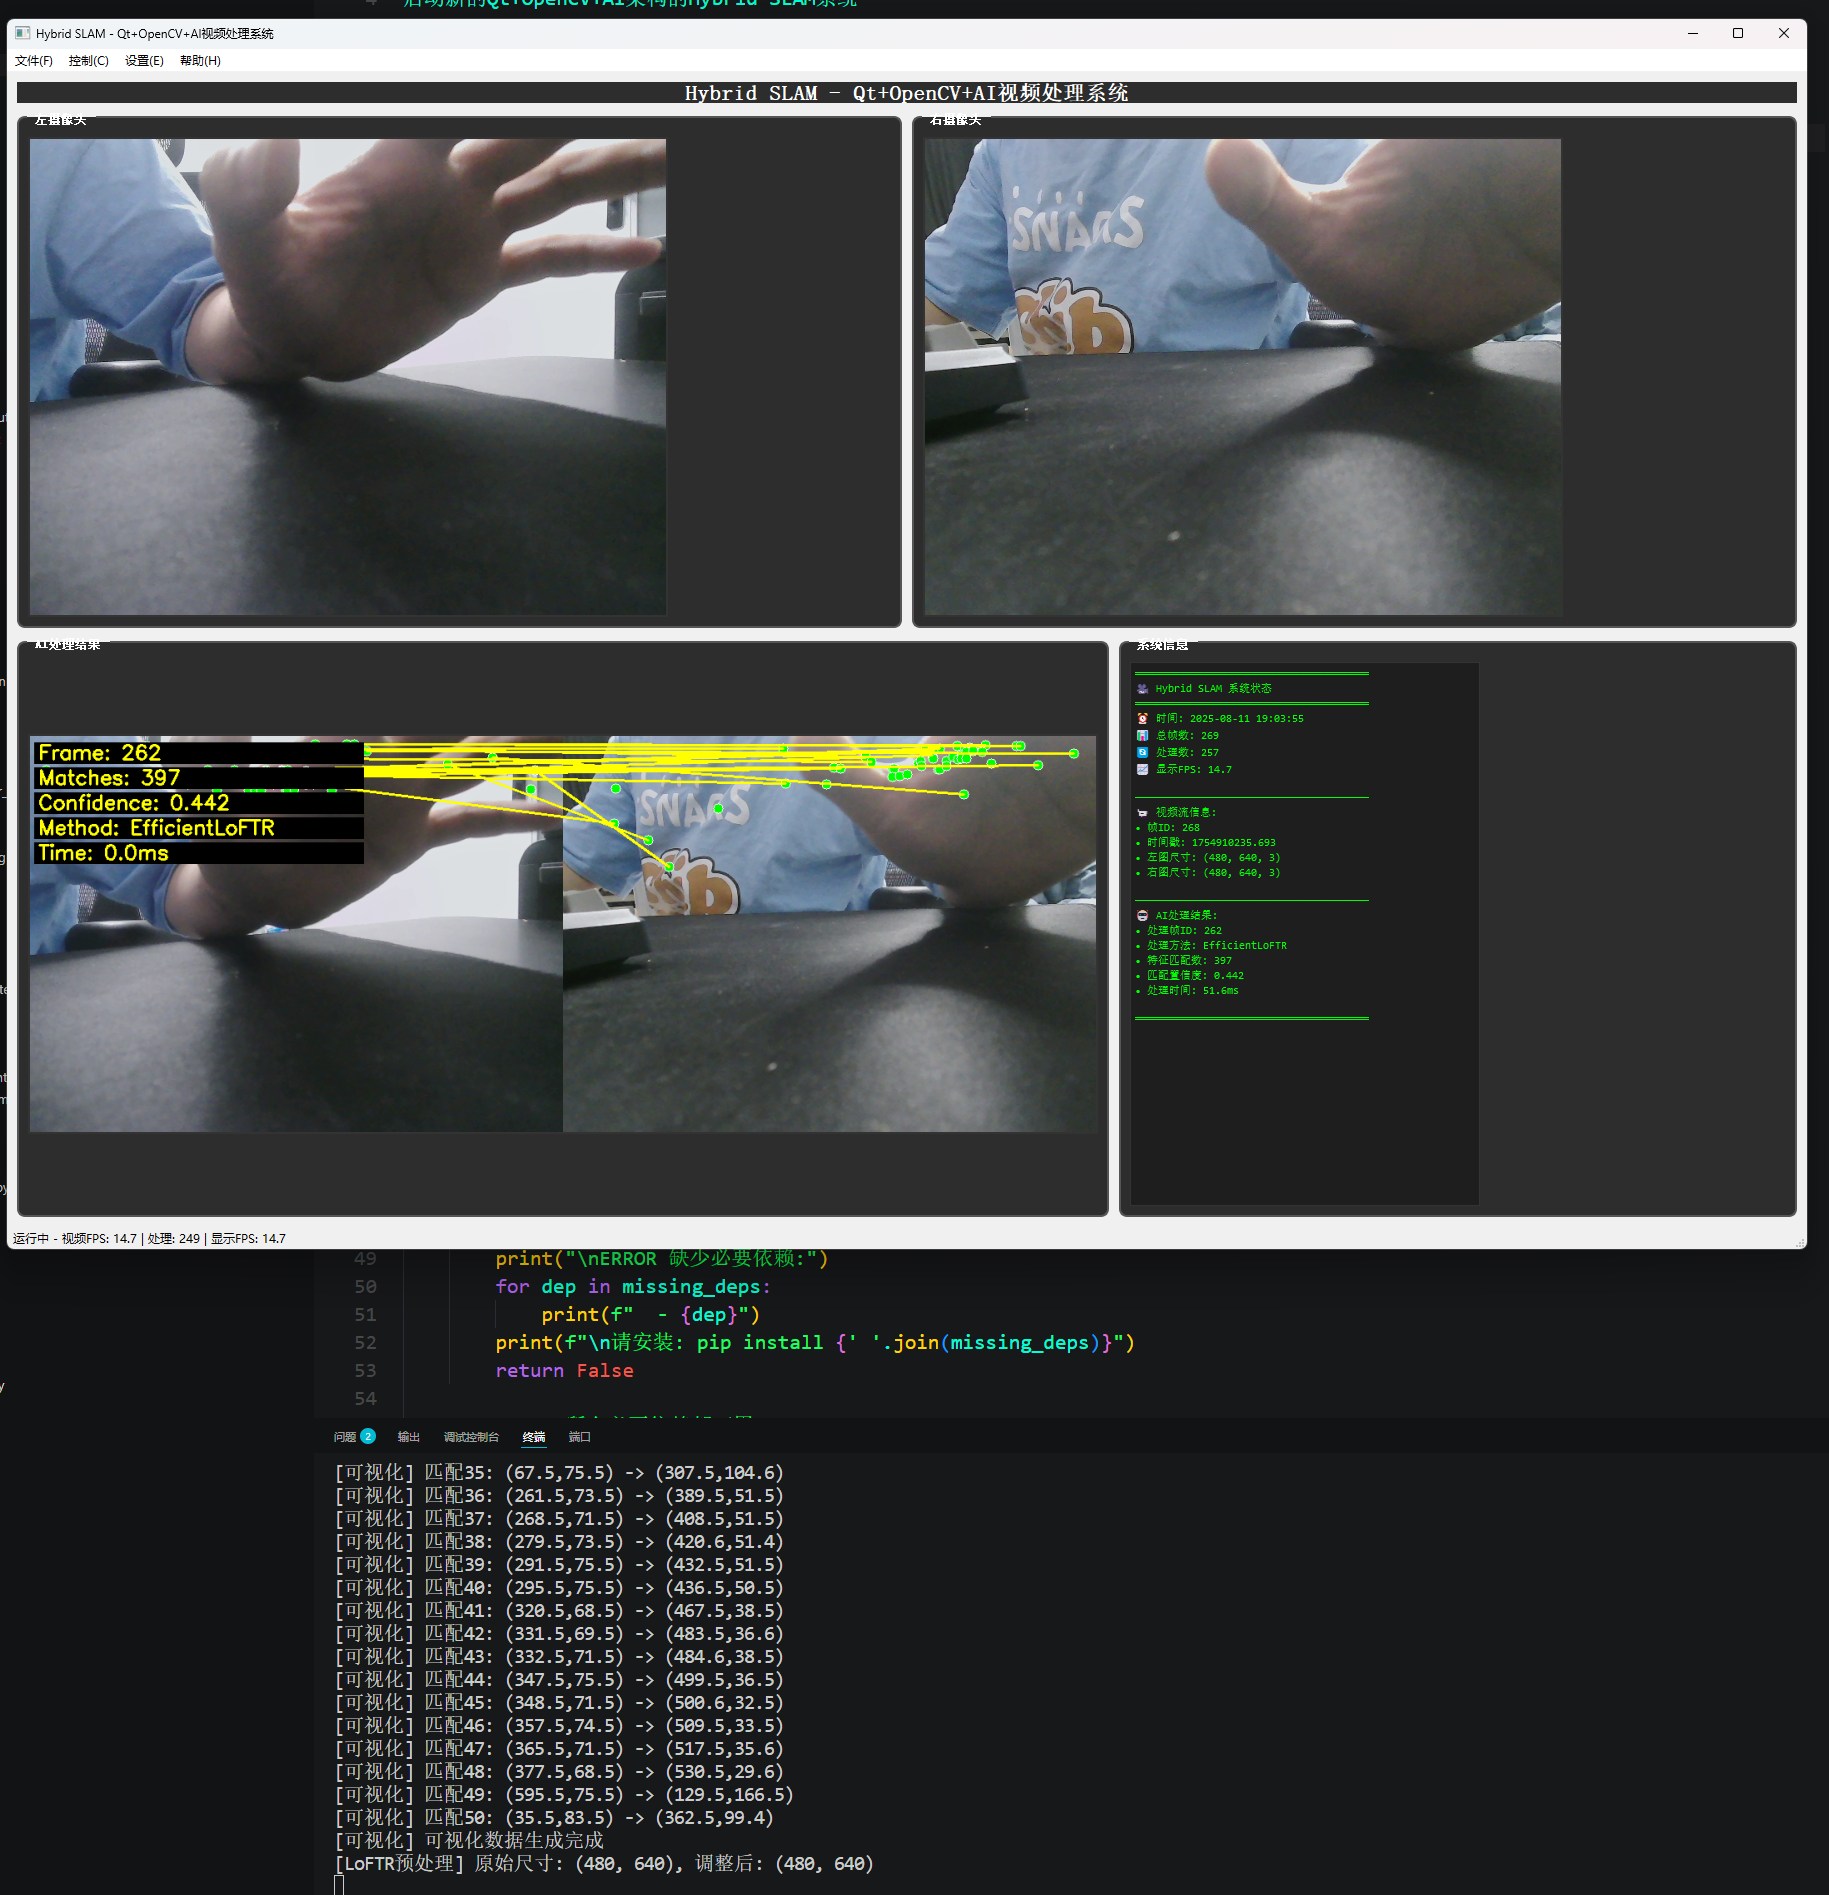 启动新的Qt+OpenCV+AI架构的Hybrid SLAM系统
Hybrid SLAM - Qt+OpenCV+AI视频处理系统
文件(F) 控制(C) 设置(E) 帮助(H)
Hybrid SLAM - Qt+OpenCV+AI视频处理系统
左摄像头
右摄像头
AI处理结果
Frame: 262
Matches: 397
Confidence: 0.442
Method: EfficientLoFTR
Time: 0.0ms
系统信息
Hybrid SLAM 系统状态
时间: 2025-08-11 19:03:55
总帧数: 269
处理数: 257
显示FPS: 14.7
视频流信息:
• 帧ID: 268
• 时间戳: 1754910235.693
• 左图尺寸: (480, 640, 3)
• 右图尺寸: (480, 640, 3)
AI处理结果:
• 处理帧ID: 262
• 处理方法: EfficientLoFTR
• 特征匹配数: 397
• 匹配置信度: 0.442
• 处理时间: 51.6ms
运行中 - 视频FPS: 14.7 | 处理: 249 | 显示FPS: 14.7
49 print("\nERROR 缺少必要依赖:")
50 for dep in missing_deps:
51 print(f"  - {dep}")
52 print(f"\n请安装: pip install {' '.join(missing_deps)}")
53 return False
54
问题 2 输出 调试控制台 终端 端口
[可视化] 匹配35: (67.5,75.5) -> (307.5,104.6)
[可视化] 匹配36: (261.5,73.5) -> (389.5,51.5)
[可视化] 匹配37: (268.5,71.5) -> (408.5,51.5)
[可视化] 匹配38: (279.5,73.5) -> (420.6,51.4)
[可视化] 匹配39: (291.5,75.5) -> (432.5,51.5)
[可视化] 匹配40: (295.5,75.5) -> (436.5,50.5)
[可视化] 匹配41: (320.5,68.5) -> (467.5,38.5)
[可视化] 匹配42: (331.5,69.5) -> (483.5,36.6)
[可视化] 匹配43: (332.5,71.5) -> (484.6,38.5)
[可视化] 匹配44: (347.5,75.5) -> (499.5,36.5)
[可视化] 匹配45: (348.5,71.5) -> (500.6,32.5)
[可视化] 匹配46: (357.5,74.5) -> (509.5,33.5)
[可视化] 匹配47: (365.5,71.5) -> (517.5,35.6)
[可视化] 匹配48: (377.5,68.5) -> (530.5,29.6)
[可视化] 匹配49: (595.5,75.5) -> (129.5,166.5)
[可视化] 匹配50: (35.5,83.5) -> (362.5,99.4)
[可视化] 可视化数据生成完成
[LoFTR预处理] 原始尺寸: (480, 640), 调整后: (480, 640)